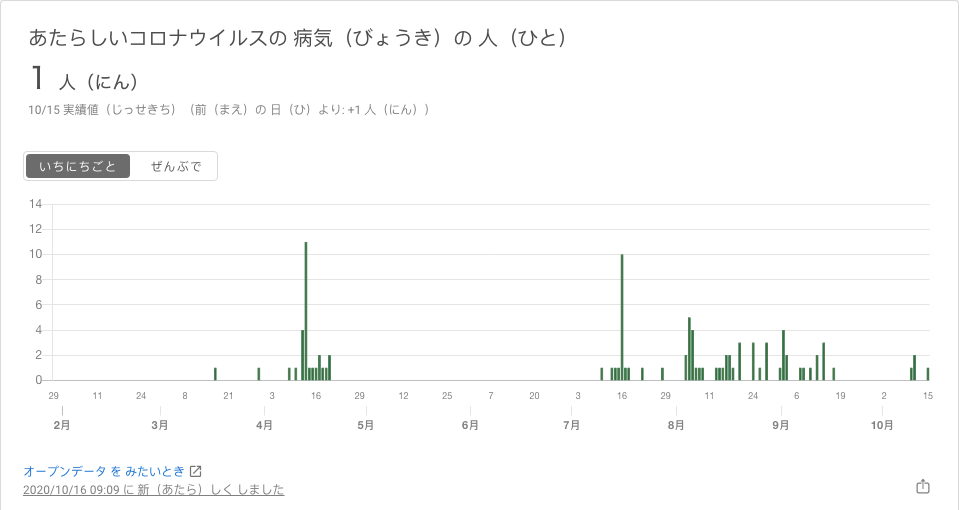 あたらしいコロナウイルスの 病気（びょうき）の 人（ひと）
1 人（にん）
10/15 実績値（じっせきち）（前（まえ）の 日（ひ）より: +1 人（にん））
いちにちごと ぜんぶで
14
12
10
8
6
4
2
0
29 11 24 8 21 3 16 29 12 25 7 20 3 16 29 11 24 6 19 2 15
2月 3月 4月 5月 6月 7月 8月 9月 10月
オープンデータ を みたいとき
2020/10/16 09:09 に 新（あたら）しく しました